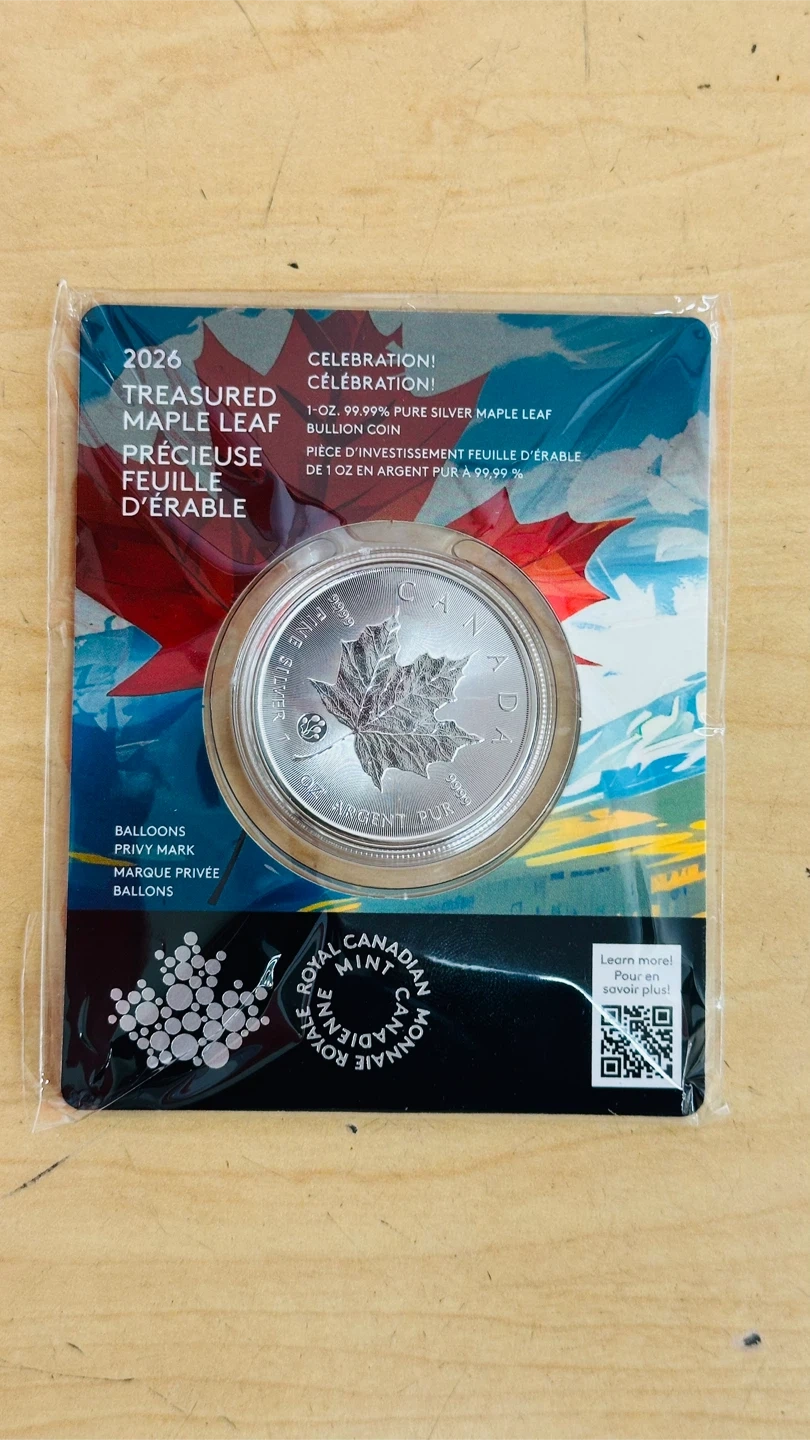 2026
TREASURED
MAPLE LEAF
PRÉCIEUSE
FEUILLE
D'ÉRABLE
CELEBRATION!
CÉLÉBRATION!
1-OZ. 99.99% PURE SILVER MAPLE LEAF
BULLION COIN
PIÈCE D'INVESTISSEMENT FEUILLE D'ÉRABLE
DE 1 OZ EN ARGENT PUR À 99,99 %
CANADA
9999
FINE SILVER 1 OZ ARGENT PUR
9999
BALLOONS
PRIVY MARK
MARQUE PRIVÉE
BALLONS
ROYAL CANADIAN MINT
MONNAIE ROYALE CANADIENNE
Learn more!
Pour en
savoir plus!